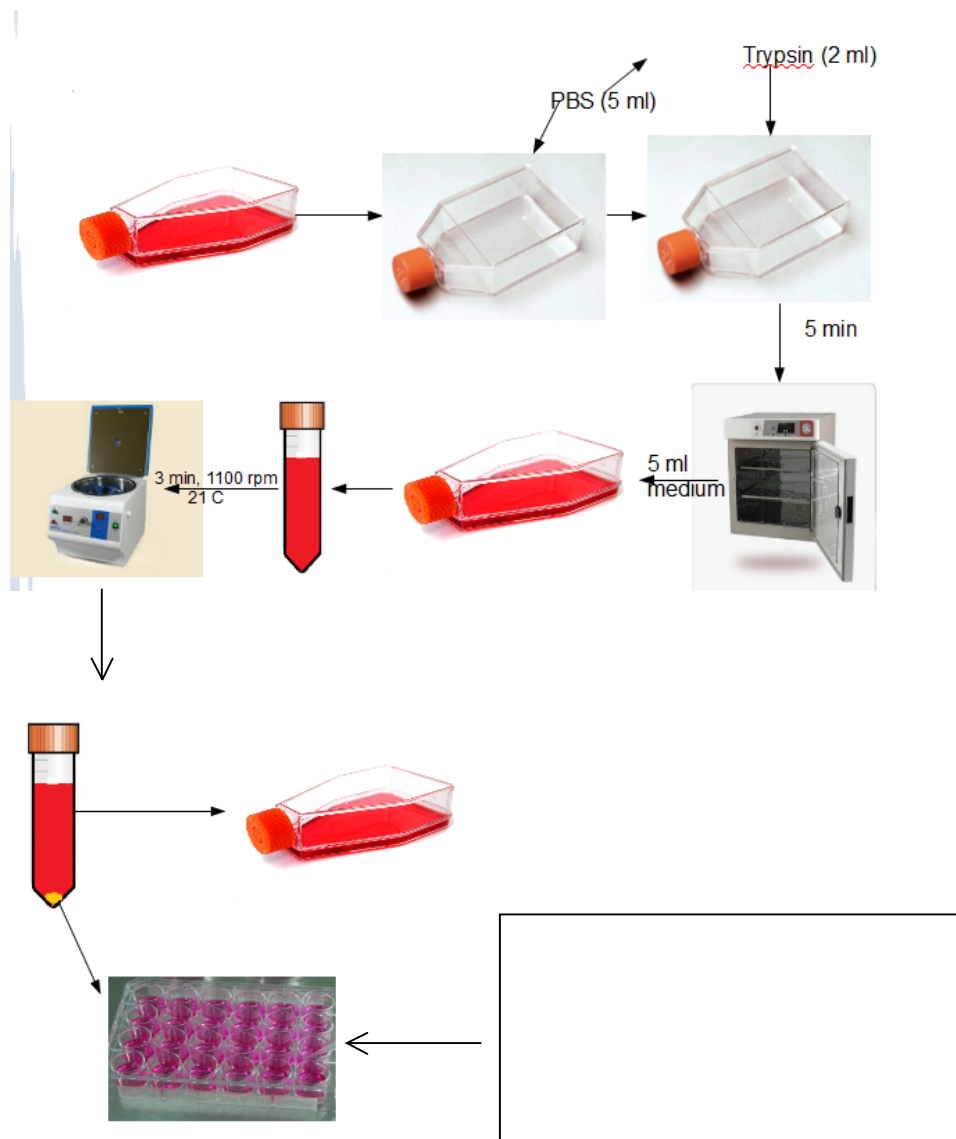 Trypsin (2 ml)
PBS (5 ml)
5 min
5 ml
medium
3 min, 1100 rpm
21 C